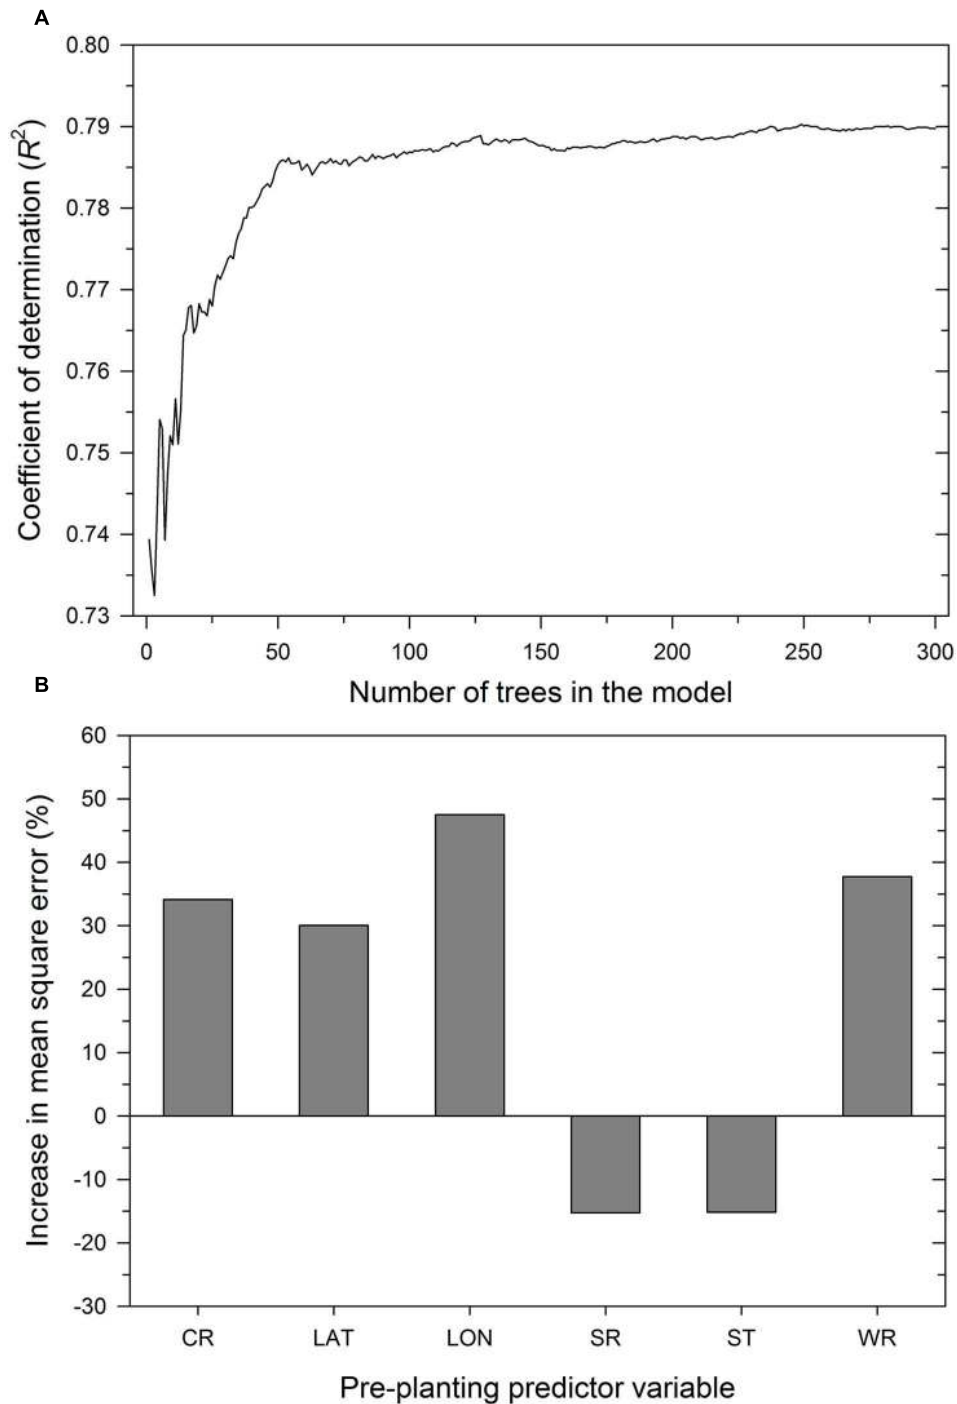 A
0.80
0.79
0.78
0.77
0.76
0.75
0.74
0.73
Coefficient of determination (R²)
0 50 100 150 200 250 300
Number of trees in the model
B
60
50
40
30
20
10
0
-10
-20
-30
Increase in mean square error (%)
CR LAT LON SR ST WR
Pre-planting predictor variable